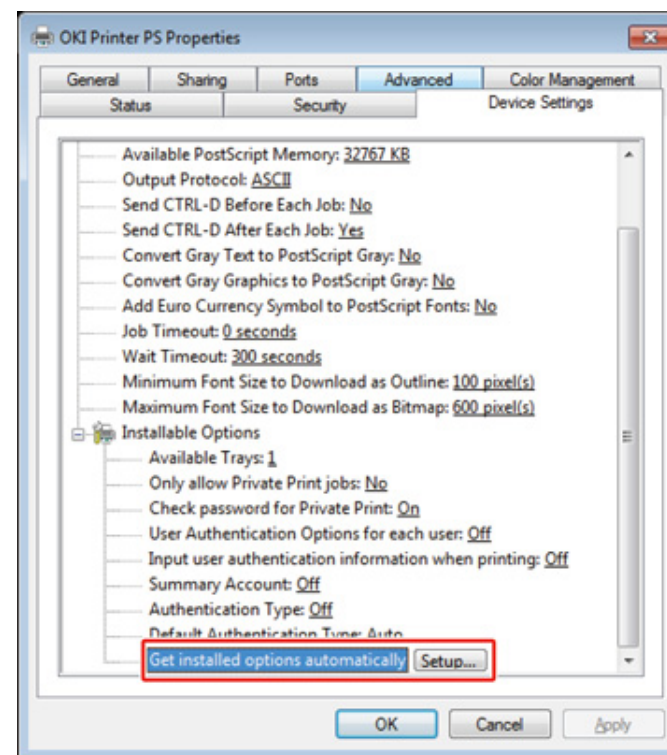 OKI Printer PS Properties
General Sharing Ports Advanced Color Management
Status Security Device Settings
Available PostScript Memory: 32767 KB
Output Protocol: ASCII
Send CTRL-D Before Each Job: No
Send CTRL-D After Each Job: Yes
Convert Gray Text to PostScript Gray: No
Convert Gray Graphics to PostScript Gray: No
Add Euro Currency Symbol to PostScript Fonts: No
Job Timeout: 0 seconds
Wait Timeout: 300 seconds
Minimum Font Size to Download as Outline: 100 pixel(s)
Maximum Font Size to Download as Bitmap: 600 pixel(s)
Installable Options
Available Trays: 1
Only allow Private Print jobs: No
Check password for Private Print: On
User Authentication Options for each user: Off
Input user authentication information when printing: Off
Summary Account: Off
Authentication Type: Off
Default Authentication Type: Auto
Get installed options automatically Setup...
OK Cancel Apply